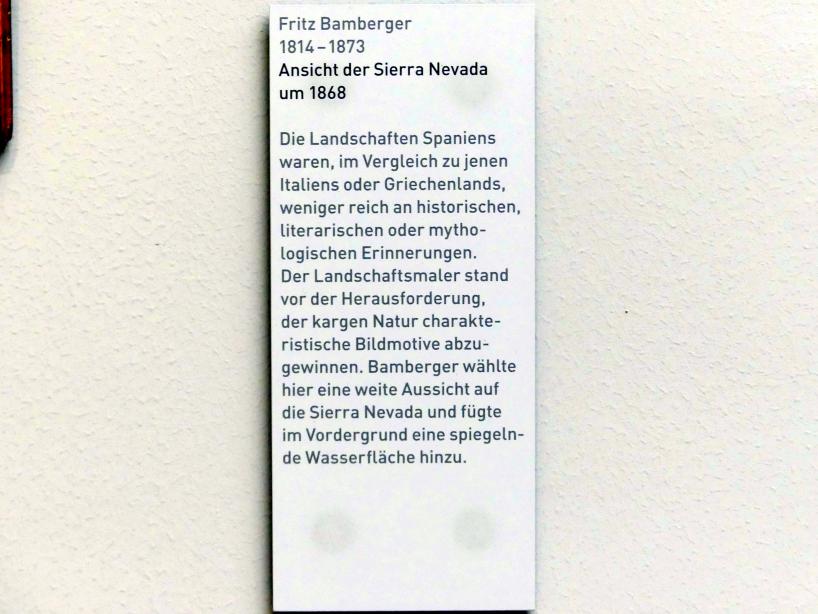 Fritz Bamberger
1814–1873
Ansicht der Sierra Nevada
um 1868
Die Landschaften Spaniens
waren, im Vergleich zu jenen
Italiens oder Griechenlands,
weniger reich an historischen,
literarischen oder mytho-
logischen Erinnerungen.
Der Landschaftsmaler stand
vor der Herausforderung,
der kargen Natur charakte-
ristische Bildmotive abzu-
gewinnen. Bamberger wählte
hier eine weite Aussicht auf
die Sierra Nevada und fügte
im Vordergrund eine spiegeln-
de Wasserfläche hinzu.